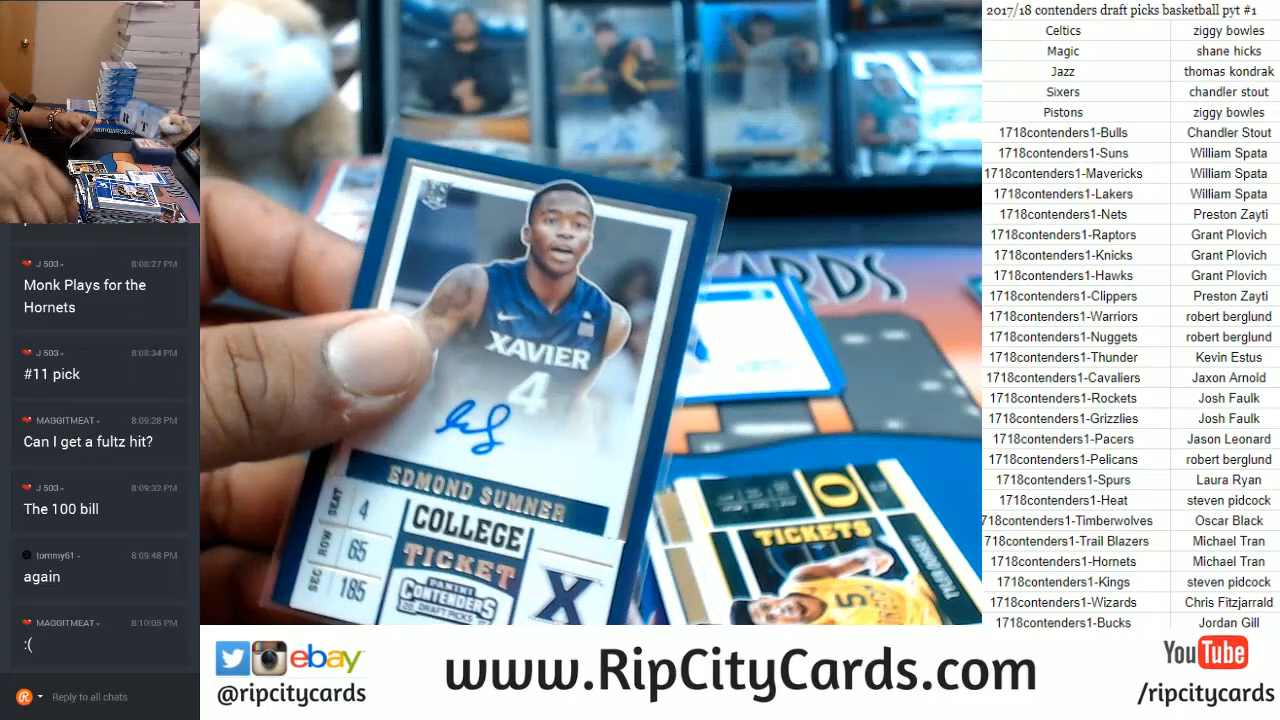 J 503 8:08:27 PM
Monk Plays for the
Hornets
J 503 8:08:34 PM
#11 pick
MAGGITMEAT 8:09:28 PM
Can I get a fultz hit?
J 503 8:09:32 PM
The 100 bill
tommy61 8:09:48 PM
again
MAGGITMEAT 8:10:05 PM
:(
Reply to all chats
XAVIER
4
EDMOND SUMNER
SEAT 4
ROW 65
SEC 185
COLLEGE
TICKET
PANINI
CONTENDERS
DRAFT PICKS
X
RDS
TICKETS
5
2017/18 contenders draft picks basketball pyt #1
Celtics ziggy bowles
Magic shane hicks
Jazz thomas kondrak
Sixers chandler stout
Pistons ziggy bowles
1718contenders1-Bulls Chandler Stout
1718contenders1-Suns William Spata
1718contenders1-Mavericks William Spata
1718contenders1-Lakers William Spata
1718contenders1-Nets Preston Zayti
1718contenders1-Raptors Grant Plovich
1718contenders1-Knicks Grant Plovich
1718contenders1-Hawks Grant Plovich
1718contenders1-Clippers Preston Zayti
1718contenders1-Warriors robert berglund
1718contenders1-Nuggets robert berglund
1718contenders1-Thunder Kevin Estus
1718contenders1-Cavaliers Jaxon Arnold
1718contenders1-Rockets Josh Faulk
1718contenders1-Grizzlies Josh Faulk
1718contenders1-Pacers Jason Leonard
1718contenders1-Pelicans robert berglund
1718contenders1-Spurs Laura Ryan
1718contenders1-Heat steven pidcock
718contenders1-Timberwolves Oscar Black
718contenders1-Trail Blazers Michael Tran
1718contenders1-Hornets Michael Tran
1718contenders1-Kings steven pidcock
1718contenders1-Wizards Chris Fitzjarrald
1718contenders1-Bucks Jordan Gill
ebay
@ripcitycards
www.RipCityCards.com
YouTube
/ripcitycards